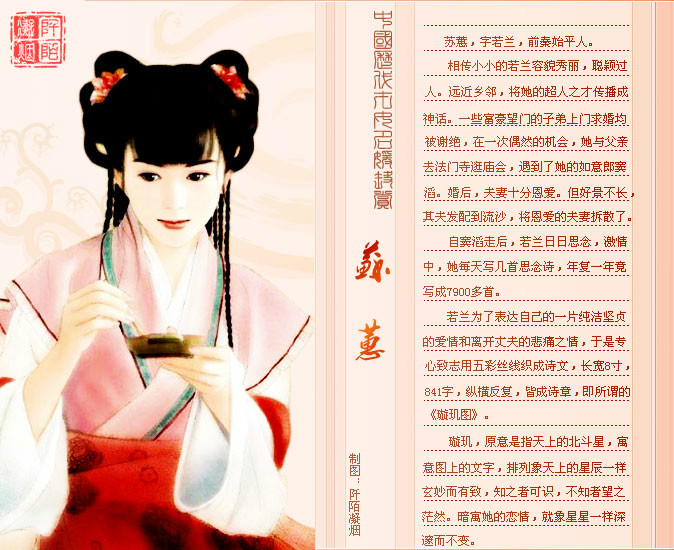 阡陌
凝烟
中國歷代
名媛
蘇蕙
制图：阡陌凝烟
苏蕙，字若兰，前秦始平人。
相传小小的若兰容貌秀丽，聪颖过
人。远近乡邻，将她的超人之才传播成
神话。一些富豪望门的子弟上门求婚均
被谢绝，在一次偶然的机会，她与父亲
去法门寺逛庙会，遇到了她的如意郎窦
滔。婚后，夫妻十分恩爱。但好景不长，
其夫发配到流沙，将恩爱的夫妻拆散了。
自窦滔走后，若兰日日思念，激情
中，她每天写几首思念诗，年复一年竟
写成7900多首。
若兰为了表达自己的一片纯洁坚贞
的爱情和离开丈夫的悲痛之情，于是专
心致志用五彩丝线织成诗文，长宽8寸，
841字，纵横反复，皆成诗章，即所谓的
《璇玑图》。
璇玑，原意是指天上的北斗星，寓
意图上的文字，排列象天上的星辰一样
玄妙而有致，知之者可识，不知者望之
茫然。暗寓她的恋情，就象星星一样深
邃而不变。